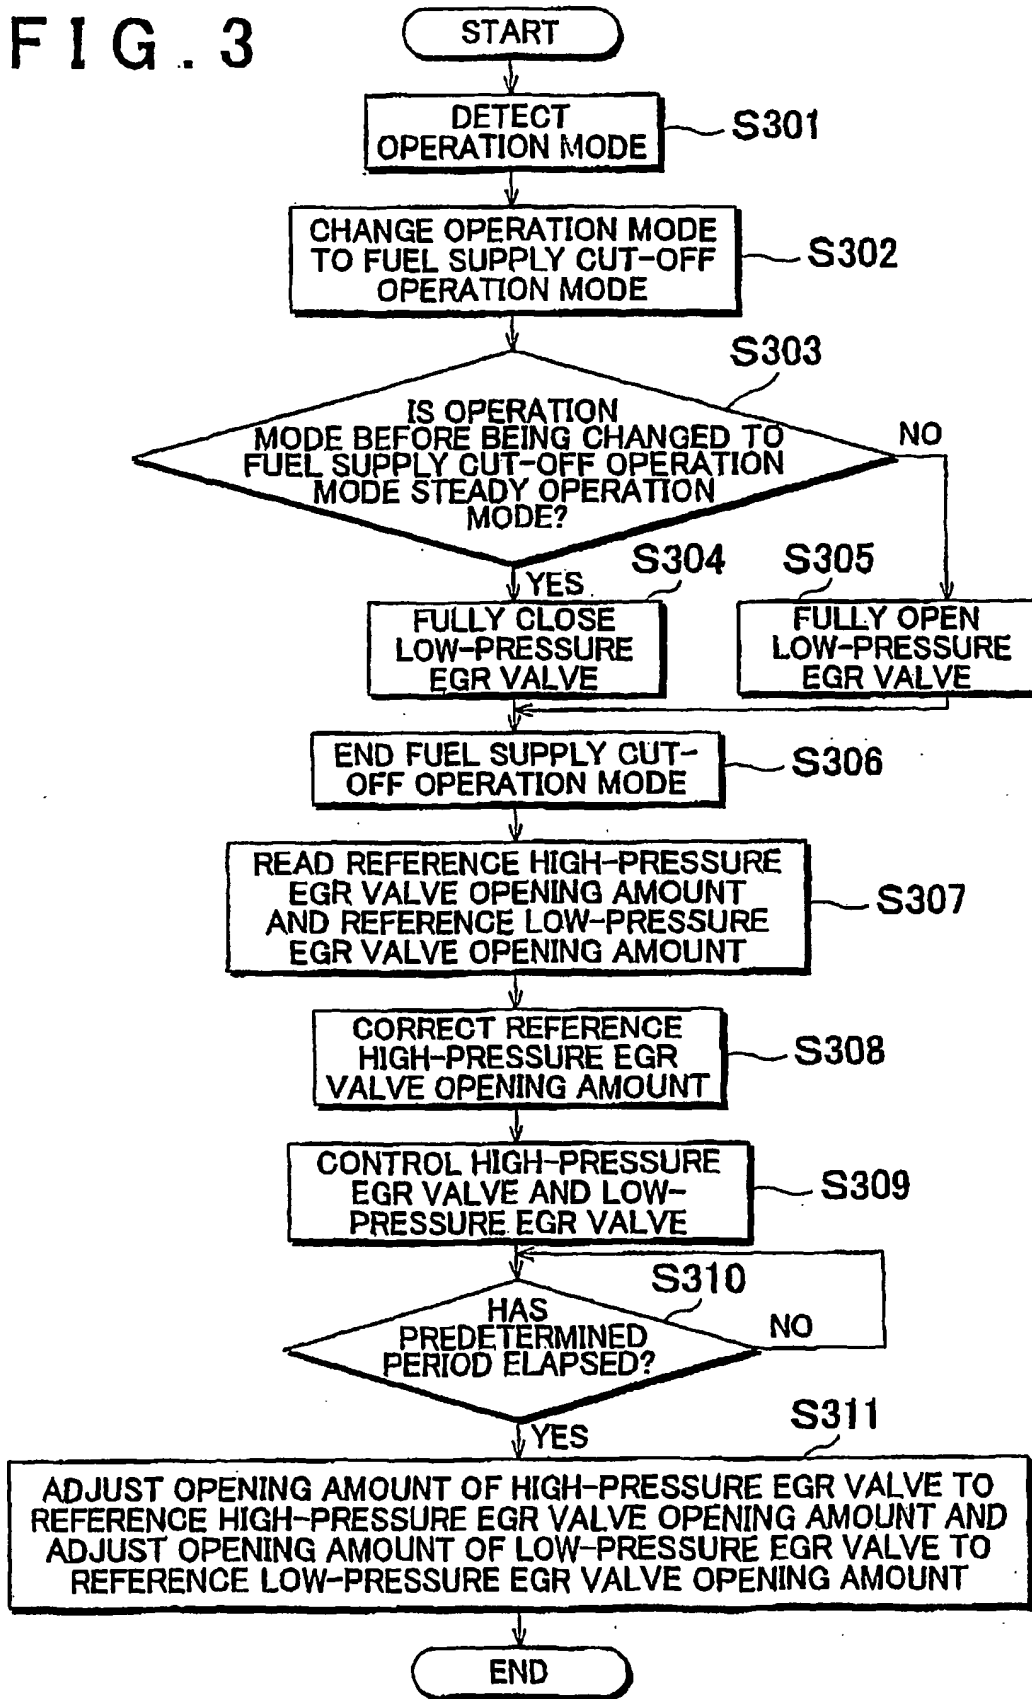 FIG.3
START
DETECT
OPERATION MODE
S301
CHANGE OPERATION MODE
TO FUEL SUPPLY CUT-OFF
OPERATION MODE
S302
S303
IS OPERATION
MODE BEFORE BEING CHANGED TO
FUEL SUPPLY CUT-OFF OPERATION
MODE STEADY OPERATION
MODE?
NO
YES
S304
FULLY CLOSE
LOW-PRESSURE
EGR VALVE
S305
FULLY OPEN
LOW-PRESSURE
EGR VALVE
END FUEL SUPPLY CUT-
OFF OPERATION MODE
S306
READ REFERENCE HIGH-PRESSURE
EGR VALVE OPENING AMOUNT
AND REFERENCE LOW-PRESSURE
EGR VALVE OPENING AMOUNT
S307
CORRECT REFERENCE
HIGH-PRESSURE EGR
VALVE OPENING AMOUNT
S308
CONTROL HIGH-PRESSURE
EGR VALVE AND LOW-
PRESSURE EGR VALVE
S309
S310
HAS
PREDETERMINED
PERIOD ELAPSED?
NO
YES
S311
ADJUST OPENING AMOUNT OF HIGH-PRESSURE EGR VALVE TO
REFERENCE HIGH-PRESSURE EGR VALVE OPENING AMOUNT AND
ADJUST OPENING AMOUNT OF LOW-PRESSURE EGR VALVE TO
REFERENCE LOW-PRESSURE EGR VALVE OPENING AMOUNT
END